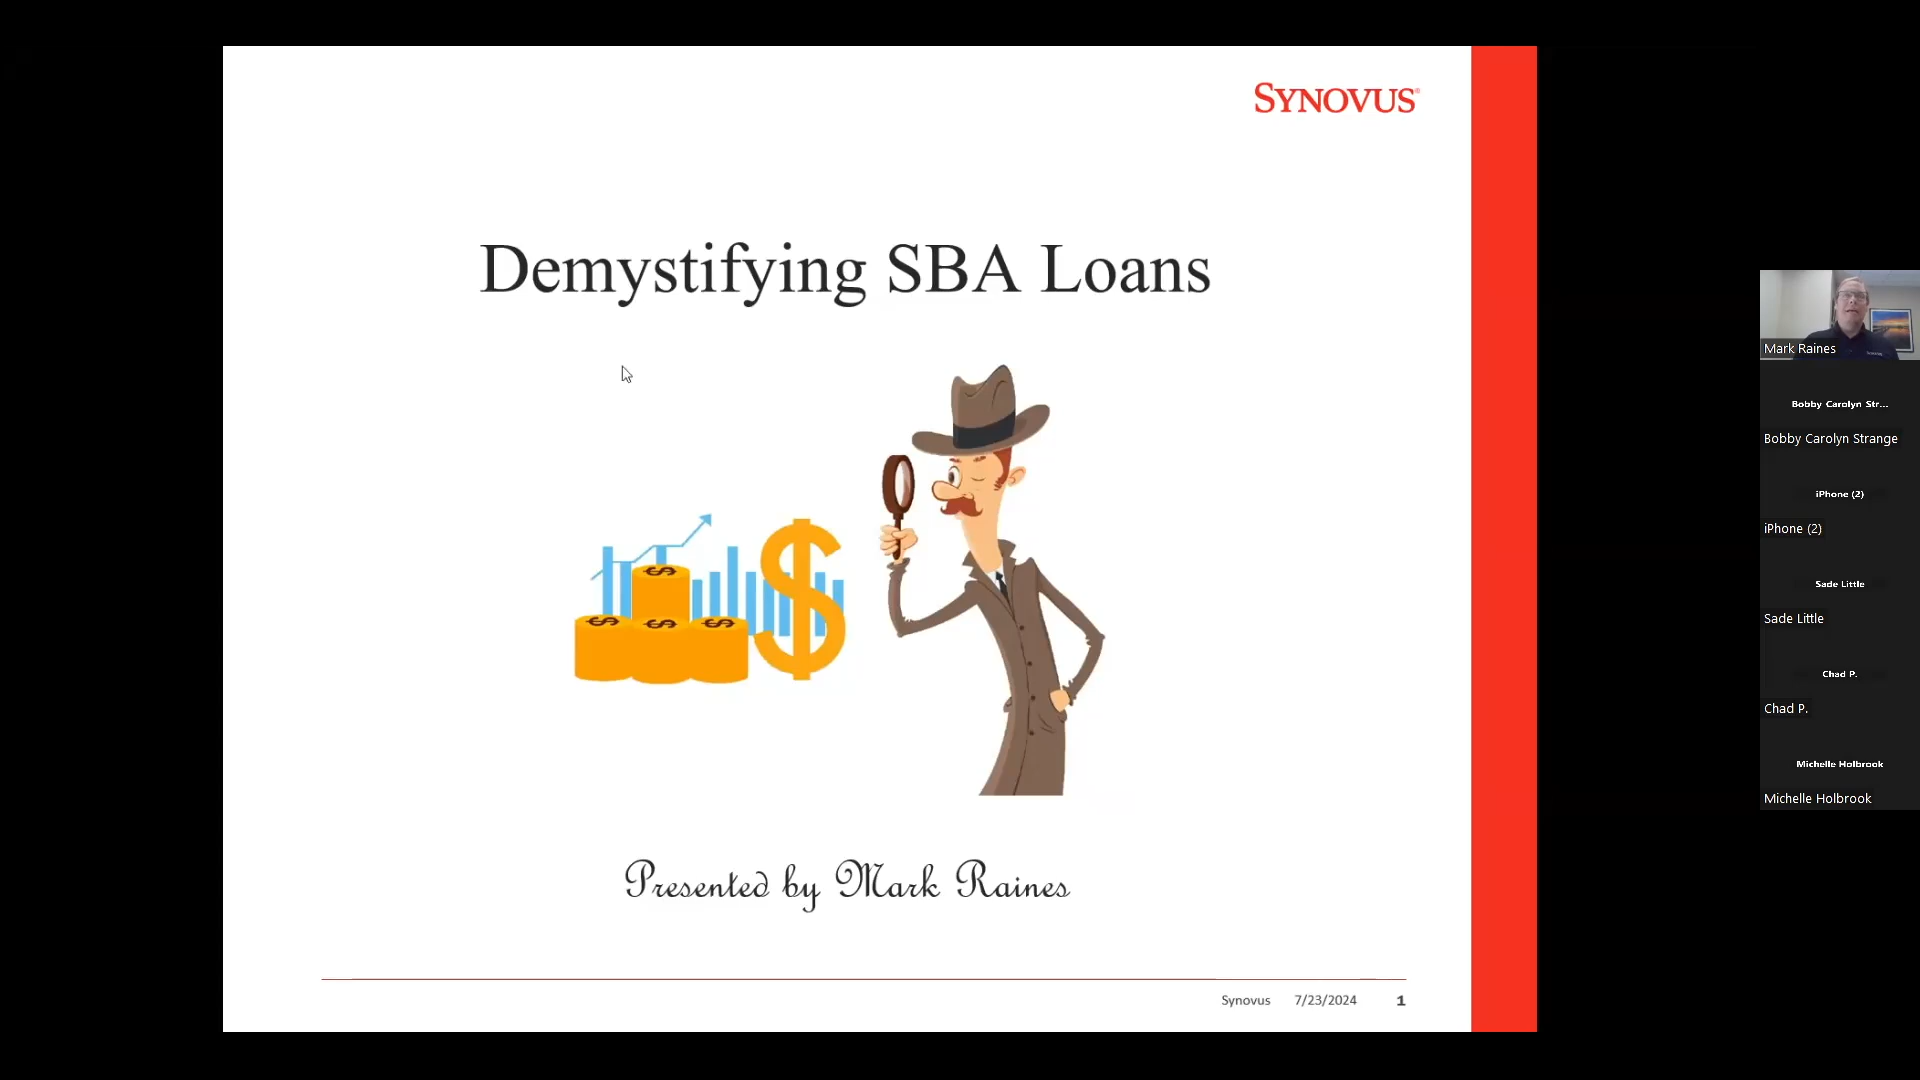 SYNOVUS®
Demystifying SBA Loans
$
$
$
$
$
Presented by Mark Raines
Synovus 7/23/2024 1
Mark Raines
Bobby Carolyn Str...
Bobby Carolyn Strange
iPhone (2)
iPhone (2)
Sade Little
Sade Little
Chad P.
Chad P.
Michelle Holbrook
Michelle Holbrook